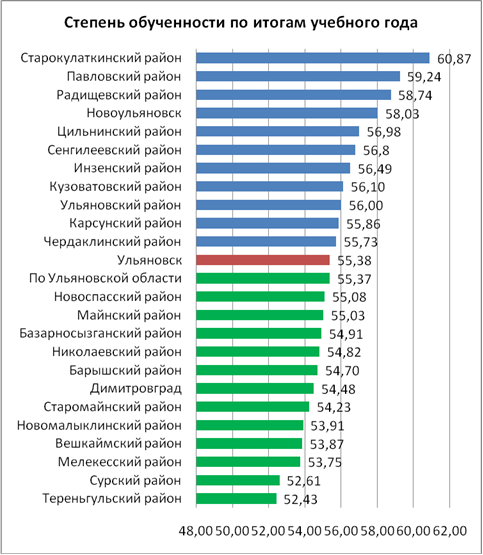 Степень обученности по итогам учебного года
Старокулаткинский район 60,87
Павловский район 59,24
Радищевский район 58,74
Новоульяновск 58,03
Цильнинский район 56,98
Сенгилеевский район 56,8
Инзенский район 56,49
Кузоватовский район 56,10
Ульяновский район 56,00
Карсунский район 55,86
Чердаклинский район 55,73
Ульяновск 55,38
По Ульяновской области 55,37
Новоспасский район 55,08
Майнский район 55,03
Базарносызганский район 54,91
Николаевский район 54,82
Барышский район 54,70
Димитровград 54,48
Старомайнский район 54,23
Новомалыклинский район 53,91
Вешкаймский район 53,87
Мелекесский район 53,75
Сурский район 52,61
Тереньгульский район 52,43
48,00 50,00 52,00 54,00 56,00 58,00 60,00 62,00